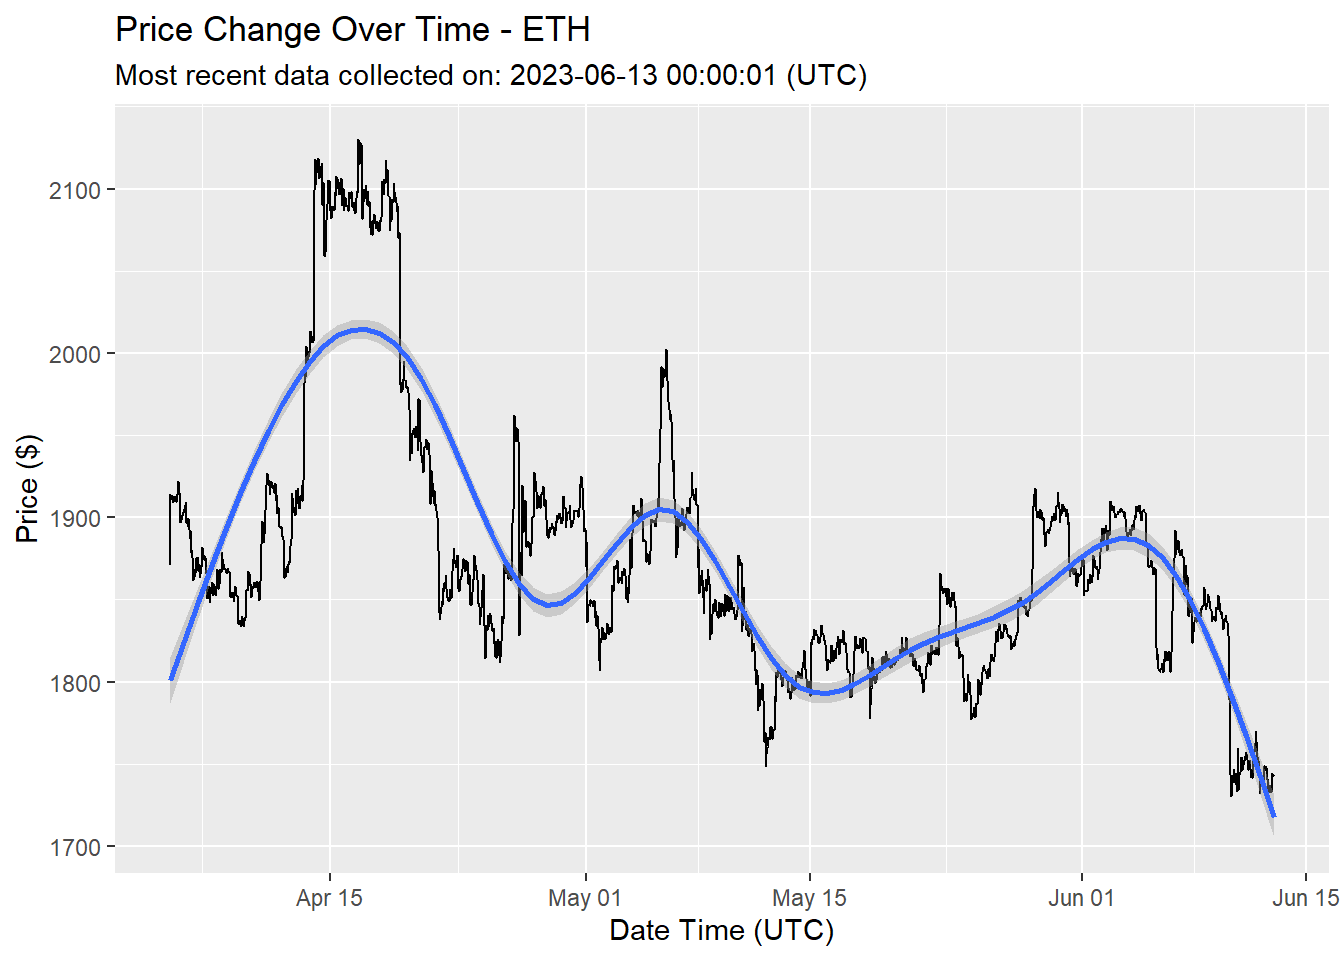 Price Change Over Time - ETH
Most recent data collected on: 2023-06-13 00:00:01 (UTC)
Price ($)
2100
2000
1900
1800
1700
Apr 15
May 01
May 15
Jun 01
Jun 15
Date Time (UTC)